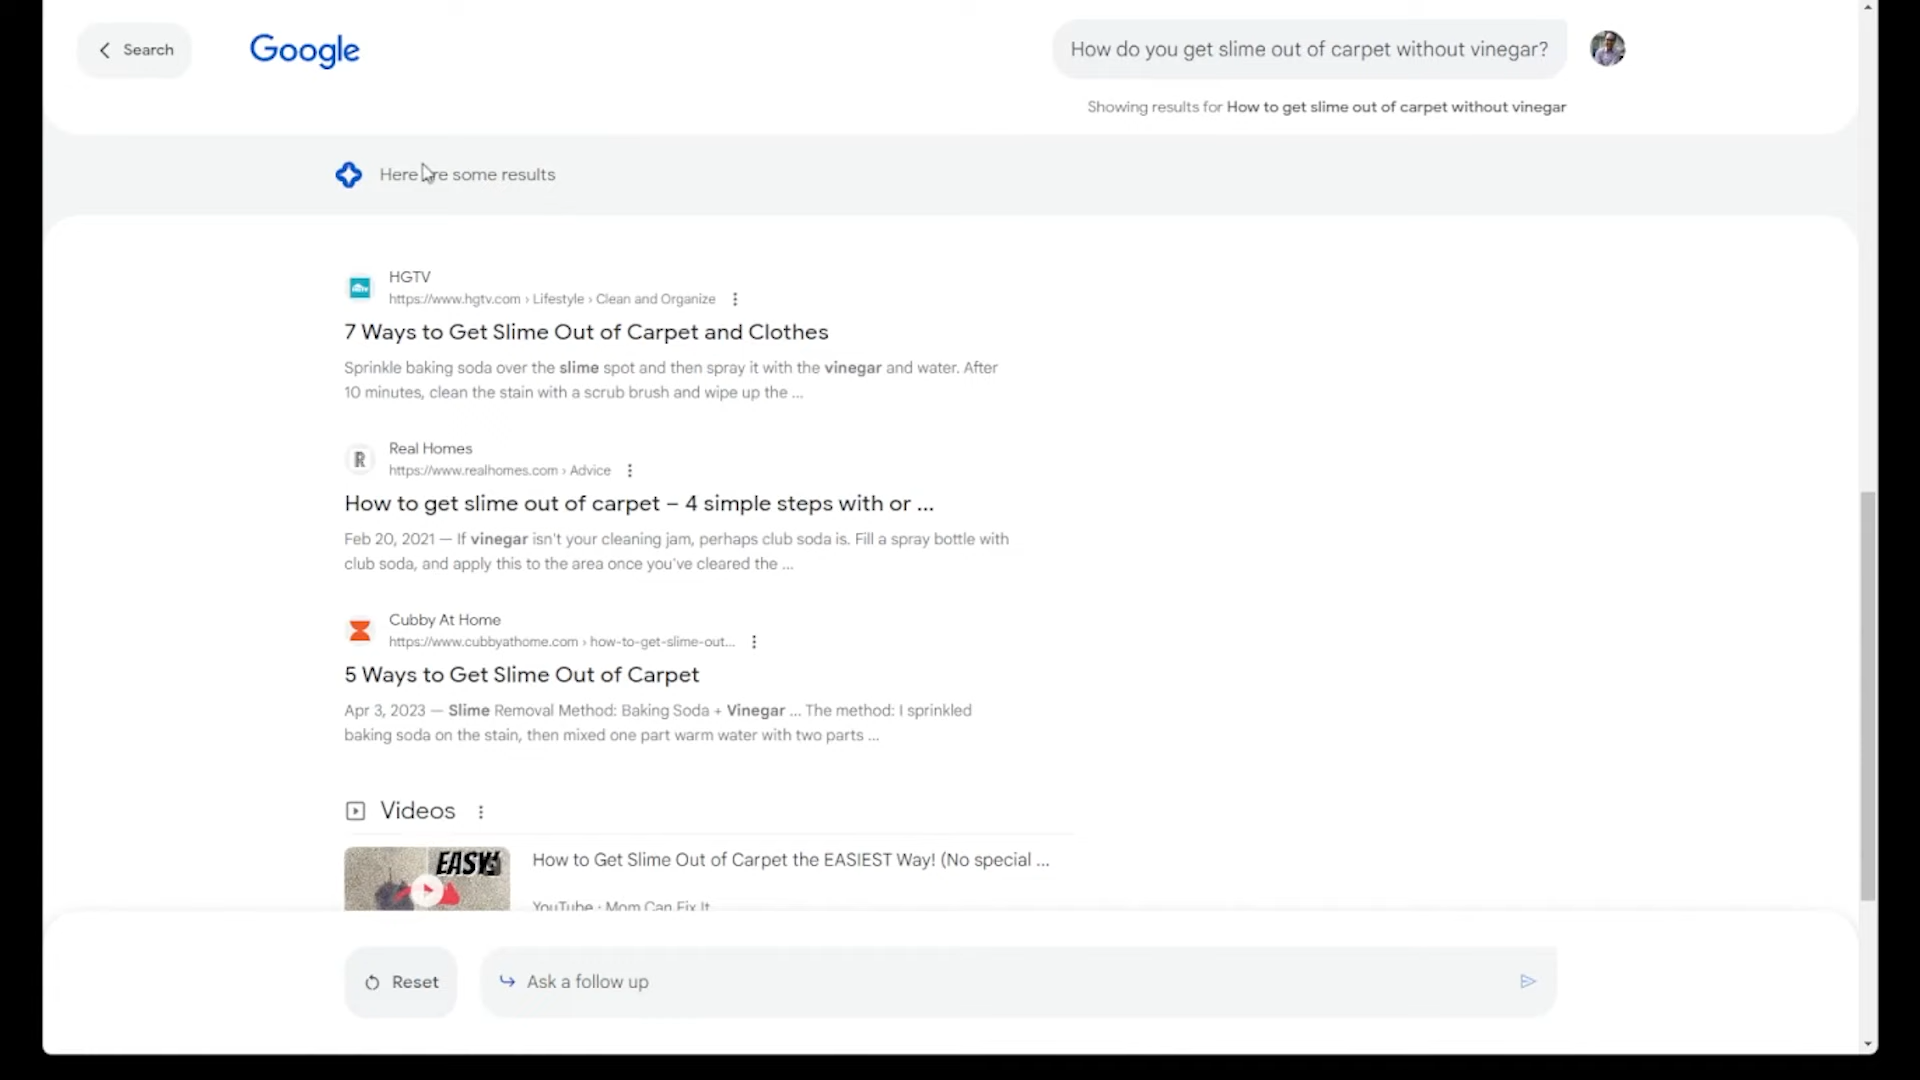 Search
Google
How do you get slime out of carpet without vinegar?
Showing results for How to get slime out of carpet without vinegar
Here are some results
HGTV
https://www.hgtv.com › Lifestyle › Clean and Organize
7 Ways to Get Slime Out of Carpet and Clothes
Sprinkle baking soda over the slime spot and then spray it with the vinegar and water. After
10 minutes, clean the stain with a scrub brush and wipe up the ...
R
Real Homes
https://www.realhomes.com › Advice
How to get slime out of carpet – 4 simple steps with or ...
Feb 20, 2021 — If vinegar isn't your cleaning jam, perhaps club soda is. Fill a spray bottle with
club soda, and apply this to the area once you've cleared the ...
Cubby At Home
https://www.cubbyathome.com › how-to-get-slime-out...
5 Ways to Get Slime Out of Carpet
Apr 3, 2023 — Slime Removal Method: Baking Soda + Vinegar ... The method: I sprinkled
baking soda on the stain, then mixed one part warm water with two parts ...
Videos
EASY!
How to Get Slime Out of Carpet the EASIEST Way! (No special ...
YouTube · Mom Can Fix It
Reset
Ask a follow up